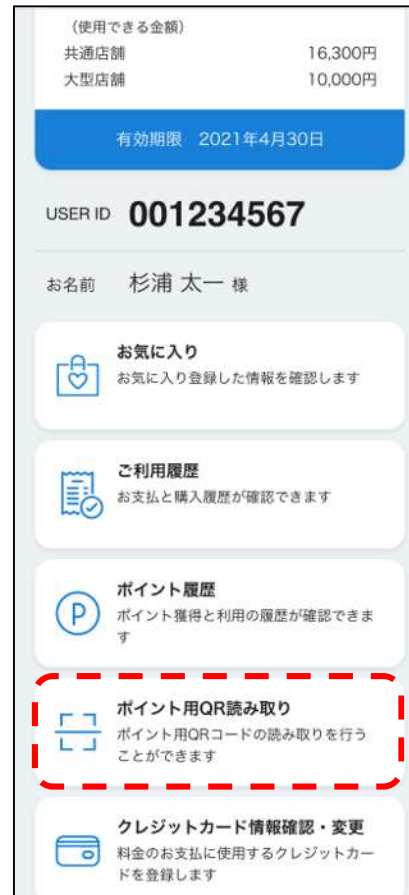 （使用できる金額）
共通店舗 16,300円
大型店舗 10,000円
有効期限 2021年4月30日
USER ID 001234567
お名前 杉浦 太一 様
お気に入り
お気に入り登録した情報を確認します
ご利用履歴
お支払と購入履歴が確認できます
P
ポイント履歴
ポイント獲得と利用の履歴が確認できま
す
ポイント用QR読み取り
ポイント用QRコードの読み取りを行う
ことができます
クレジットカード情報確認・変更
料金のお支払に使用するクレジットカー
ドを登録します